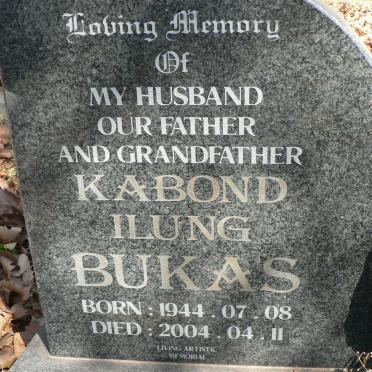 Loving Memory
Of
MY HUSBAND
OUR FATHER
AND GRANDFATHER
KABOND
ILUNG
BUKAS
BORN : 1944 . 07 . 08
DIED : 2004 . 04 . 11
LIVING ARTISTIC
MEMORIAL